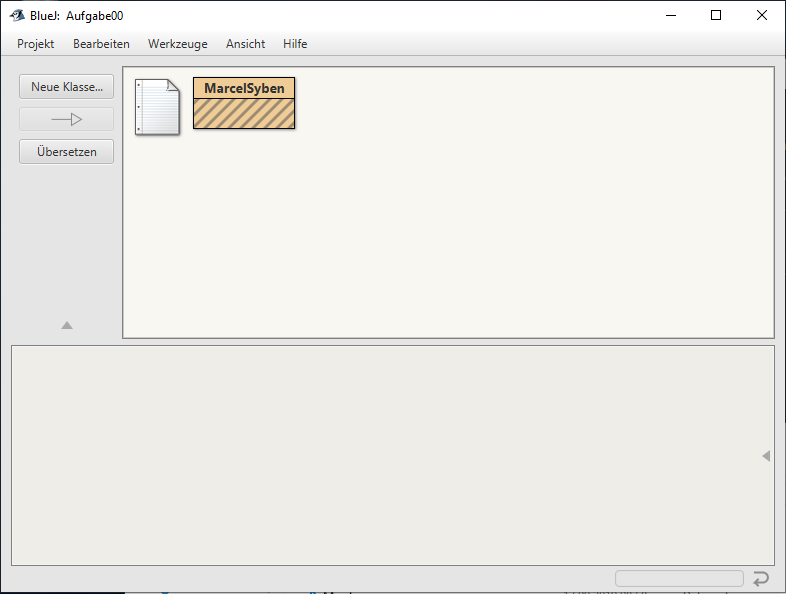 BlueJ: Aufgabe00
Projekt Bearbeiten Werkzeuge Ansicht Hilfe
Neue Klasse...
MarcelSyben
Übersetzen